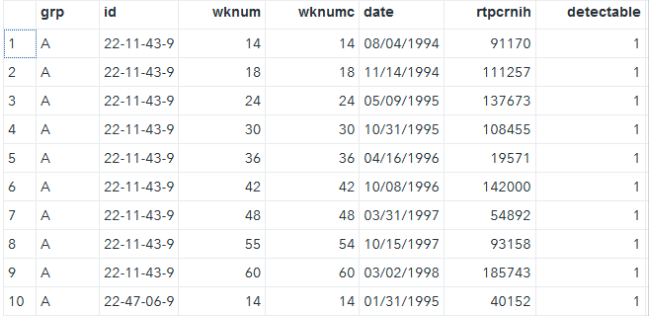 grp id wknum wknumc date rtpcrnih detectable
1 A 22-11-43-9 14 14 08/04/1994 91170 1
2 A 22-11-43-9 18 18 11/14/1994 111257 1
3 A 22-11-43-9 24 24 05/09/1995 137673 1
4 A 22-11-43-9 30 30 10/31/1995 108455 1
5 A 22-11-43-9 36 36 04/16/1996 19571 1
6 A 22-11-43-9 42 42 10/08/1996 142000 1
7 A 22-11-43-9 48 48 03/31/1997 54892 1
8 A 22-11-43-9 55 54 10/15/1997 93158 1
9 A 22-11-43-9 60 60 03/02/1998 185743 1
10 A 22-47-06-9 14 14 01/31/1995 40152 1